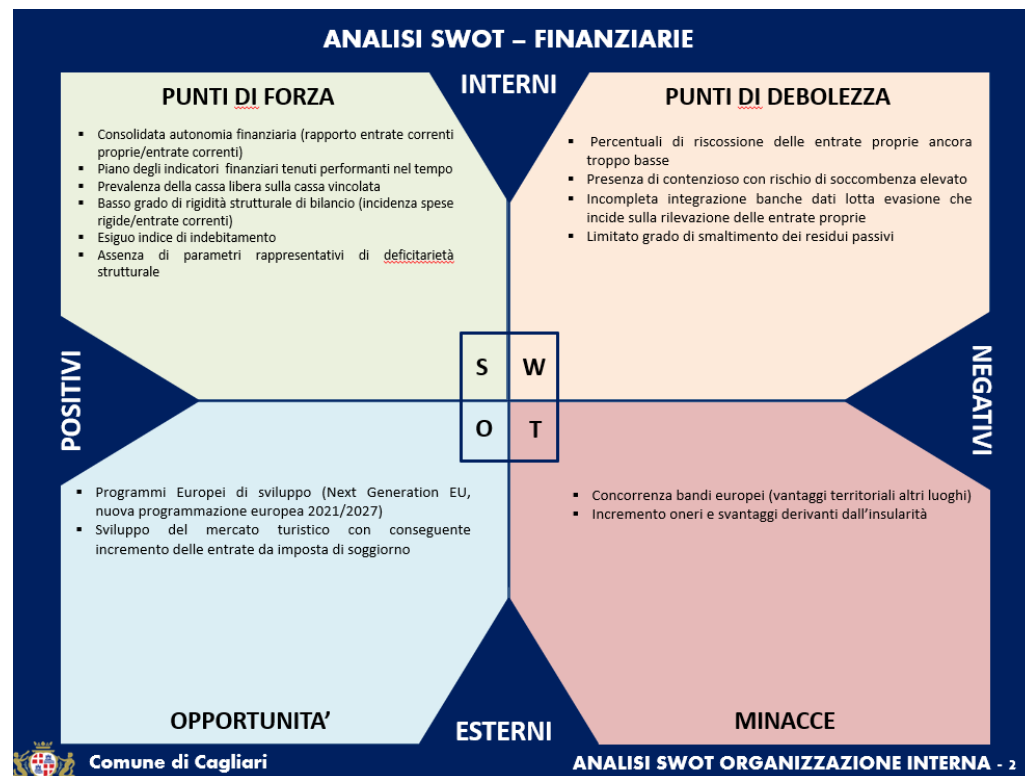 ANALISI SWOT – FINANZIARIE
INTERNI
PUNTI DI FORZA
▪ Consolidata autonomia finanziaria (rapporto entrate correnti
proprie/entrate correnti)
▪ Piano degli indicatori finanziari tenuti performanti nel tempo
▪ Prevalenza della cassa libera sulla cassa vincolata
▪ Basso grado di rigidità strutturale di bilancio (incidenza spese
rigide/entrate correnti)
▪ Esiguo indice di indebitamento
▪ Assenza di parametri rappresentativi di deficitarietà
strutturale
PUNTI DI DEBOLEZZA
▪ Percentuali di riscossione delle entrate proprie ancora
troppo basse
▪ Presenza di contenzioso con rischio di soccombenza elevato
▪ Incompleta integrazione banche dati lotta evasione che
incide sulla rilevazione delle entrate proprie
▪ Limitato grado di smaltimento dei residui passivi
POSITIVI
S W
O T
NEGATIVI
▪ Programmi Europei di sviluppo (Next Generation EU,
nuova programmazione europea 2021/2027)
▪ Sviluppo del mercato turistico con conseguente
incremento delle entrate da imposta di soggiorno
OPPORTUNITA’
▪ Concorrenza bandi europei (vantaggi territoriali altri luoghi)
▪ Incremento oneri e svantaggi derivanti dall’insularità
MINACCE
ESTERNI
Comune di Cagliari
ANALISI SWOT ORGANIZZAZIONE INTERNA - 2